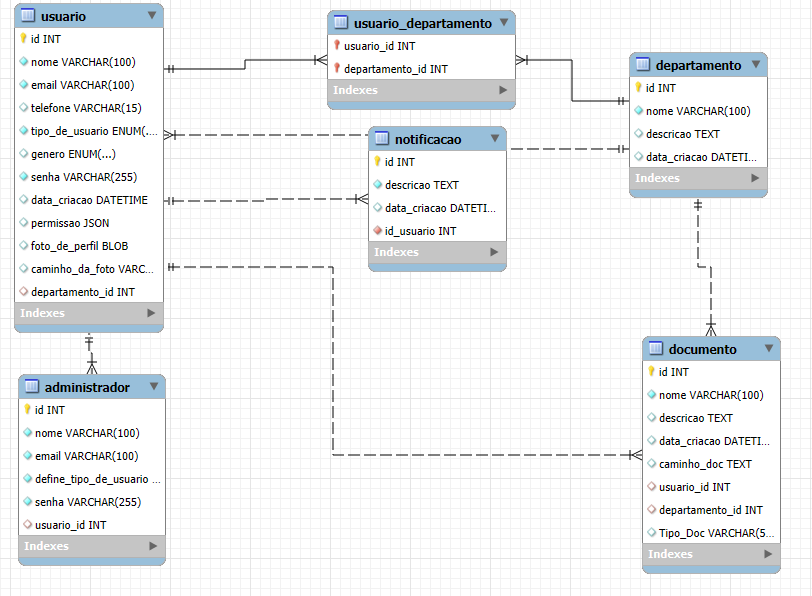 usuario
id INT
nome VARCHAR(100)
email VARCHAR(100)
telefone VARCHAR(15)
tipo_de_usuario ENUM(....
genero ENUM(...)
senha VARCHAR(255)
data_criacao DATETIME
permissao JSON
foto_de_perfil BLOB
caminho_da_foto VARC...
departamento_id INT
Indexes
usuario_departamento
usuario_id INT
departamento_id INT
Indexes
departamento
id INT
nome VARCHAR(100)
descricao TEXT
data_criacao DATETI...
Indexes
notificacao
id INT
descricao TEXT
data_criacao DATETI...
id_usuario INT
Indexes
administrador
id INT
nome VARCHAR(100)
email VARCHAR(100)
define_tipo_de_usuario ...
senha VARCHAR(255)
usuario_id INT
Indexes
documento
id INT
nome VARCHAR(100)
descricao TEXT
data_criacao DATETI...
caminho_doc TEXT
usuario_id INT
departamento_id INT
Tipo_Doc VARCHAR(5...
Indexes